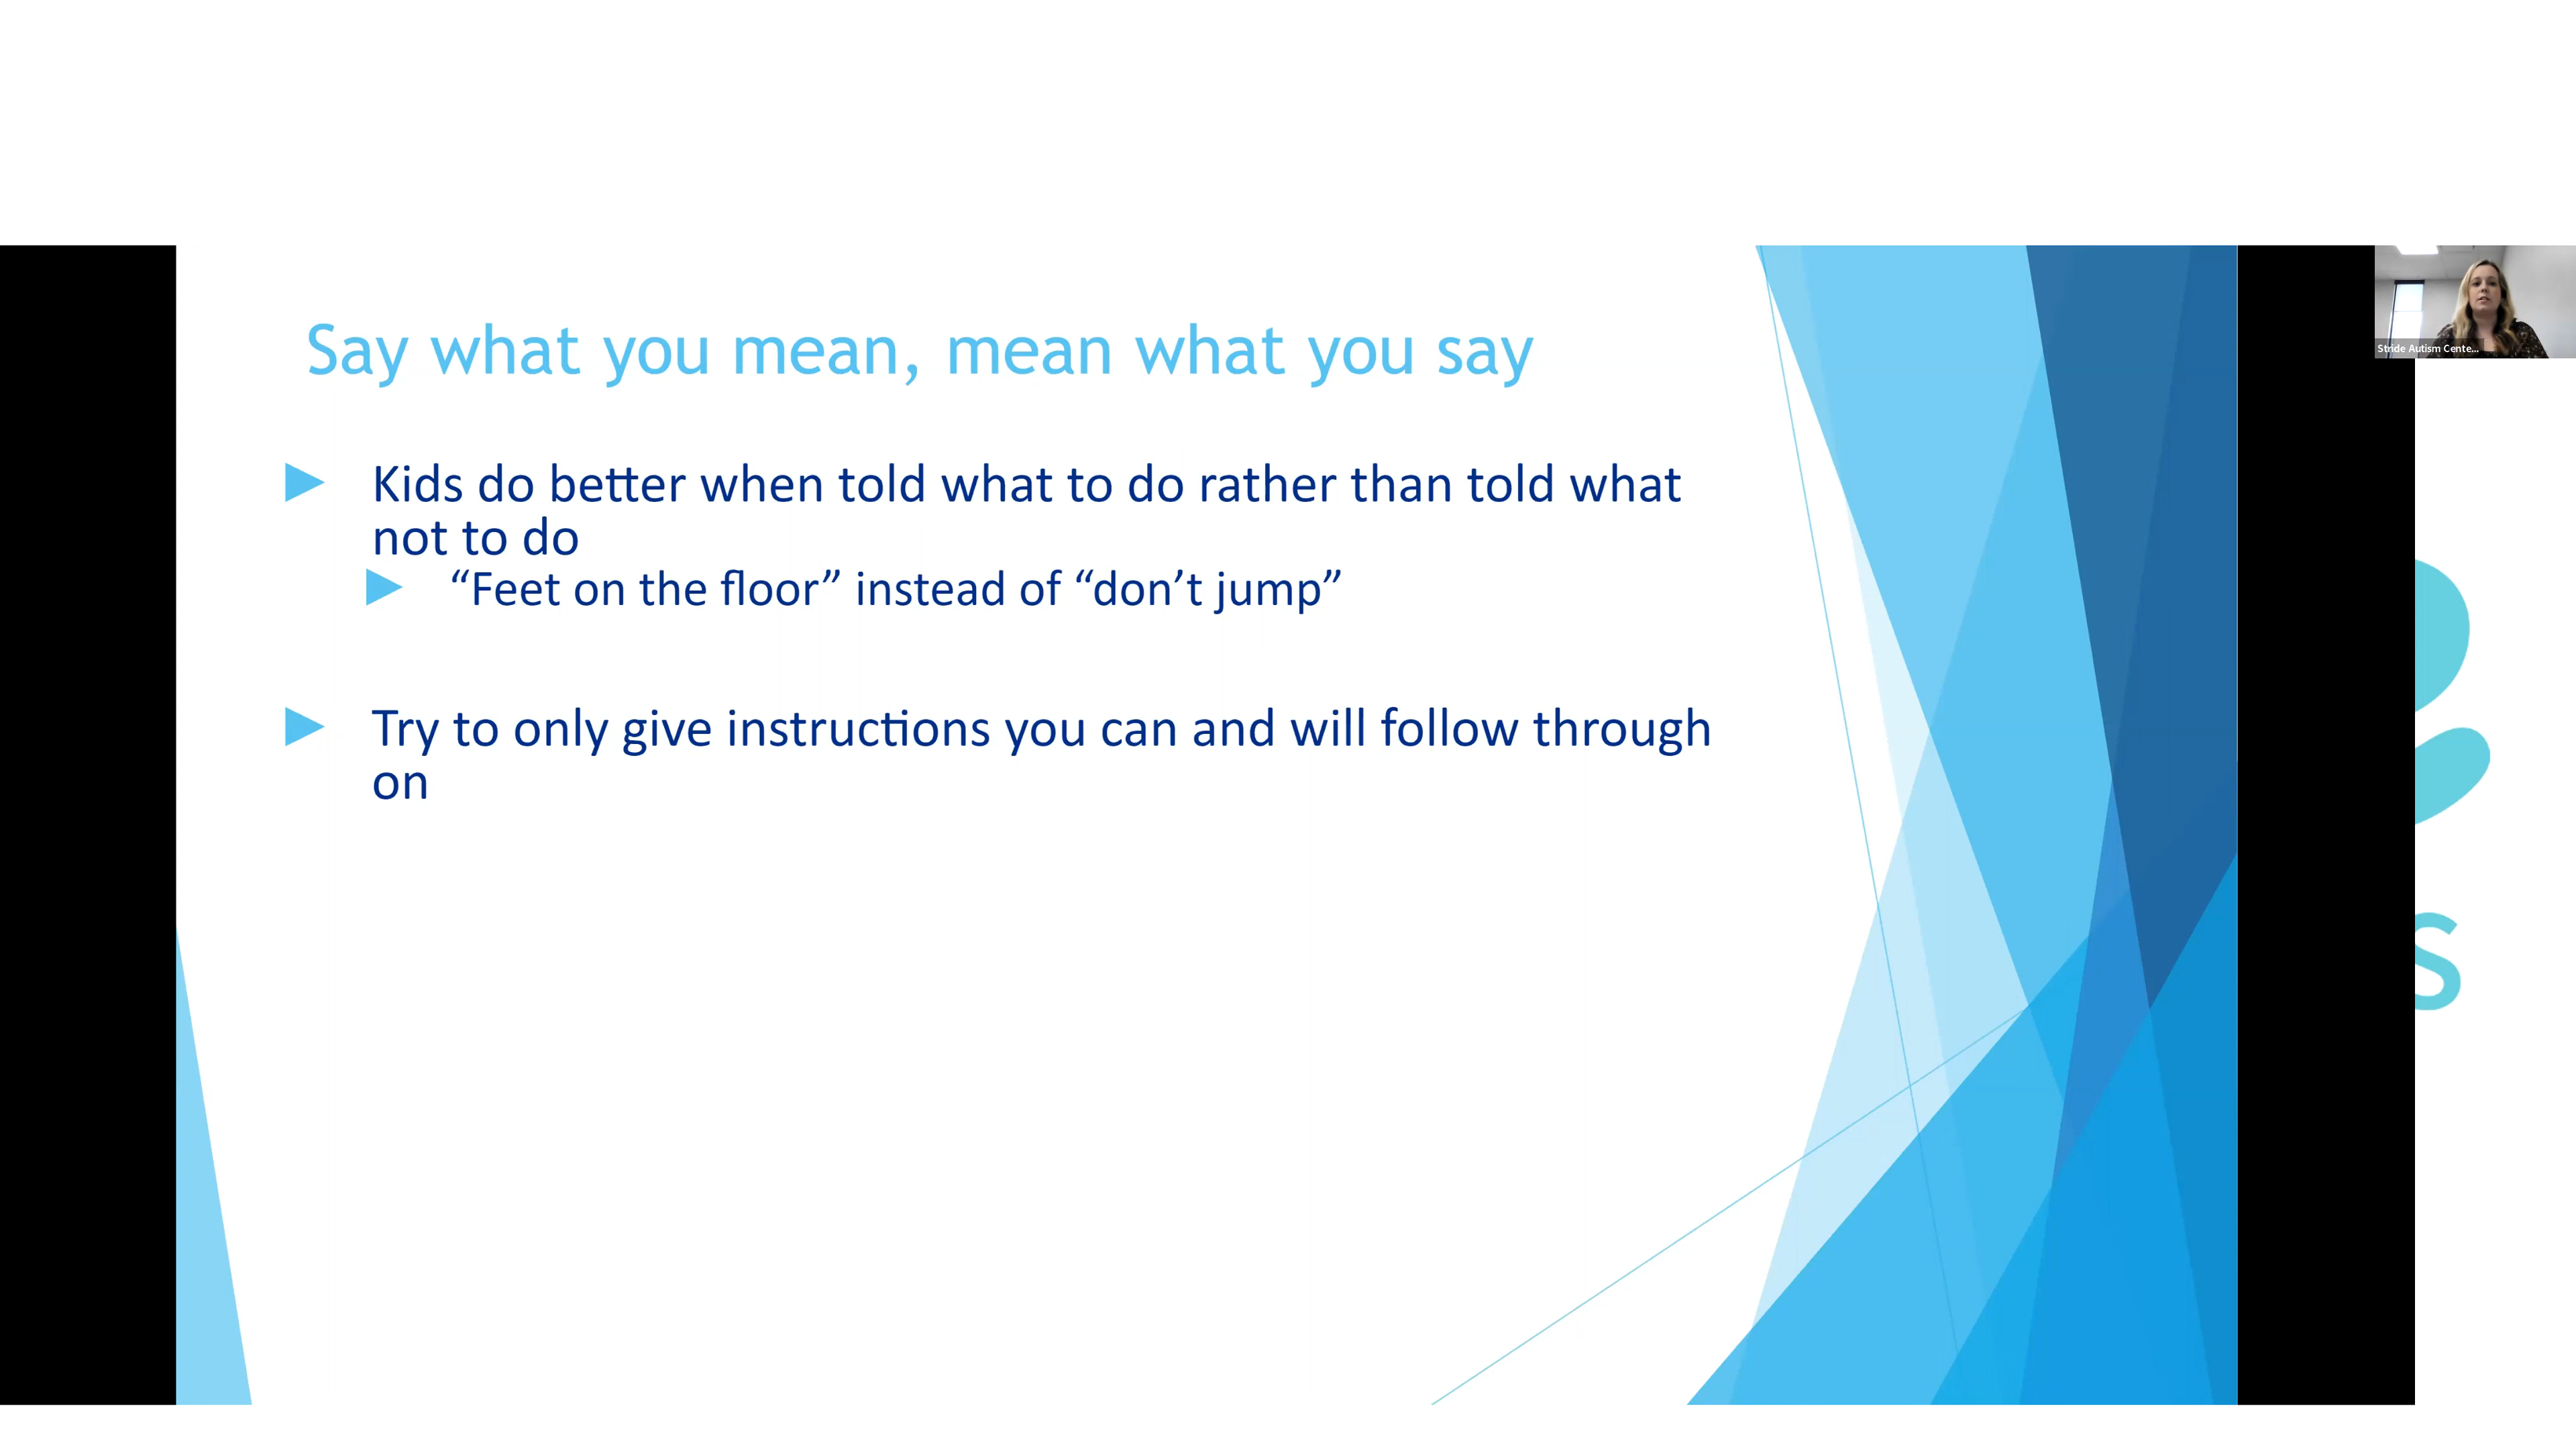 Say what you mean, mean what you say
Kids do better when told what to do rather than told what
not to do
“Feet on the floor” instead of “don’t jump”
Try to only give instructions you can and will follow through
on
Stride Autism Cente...
s